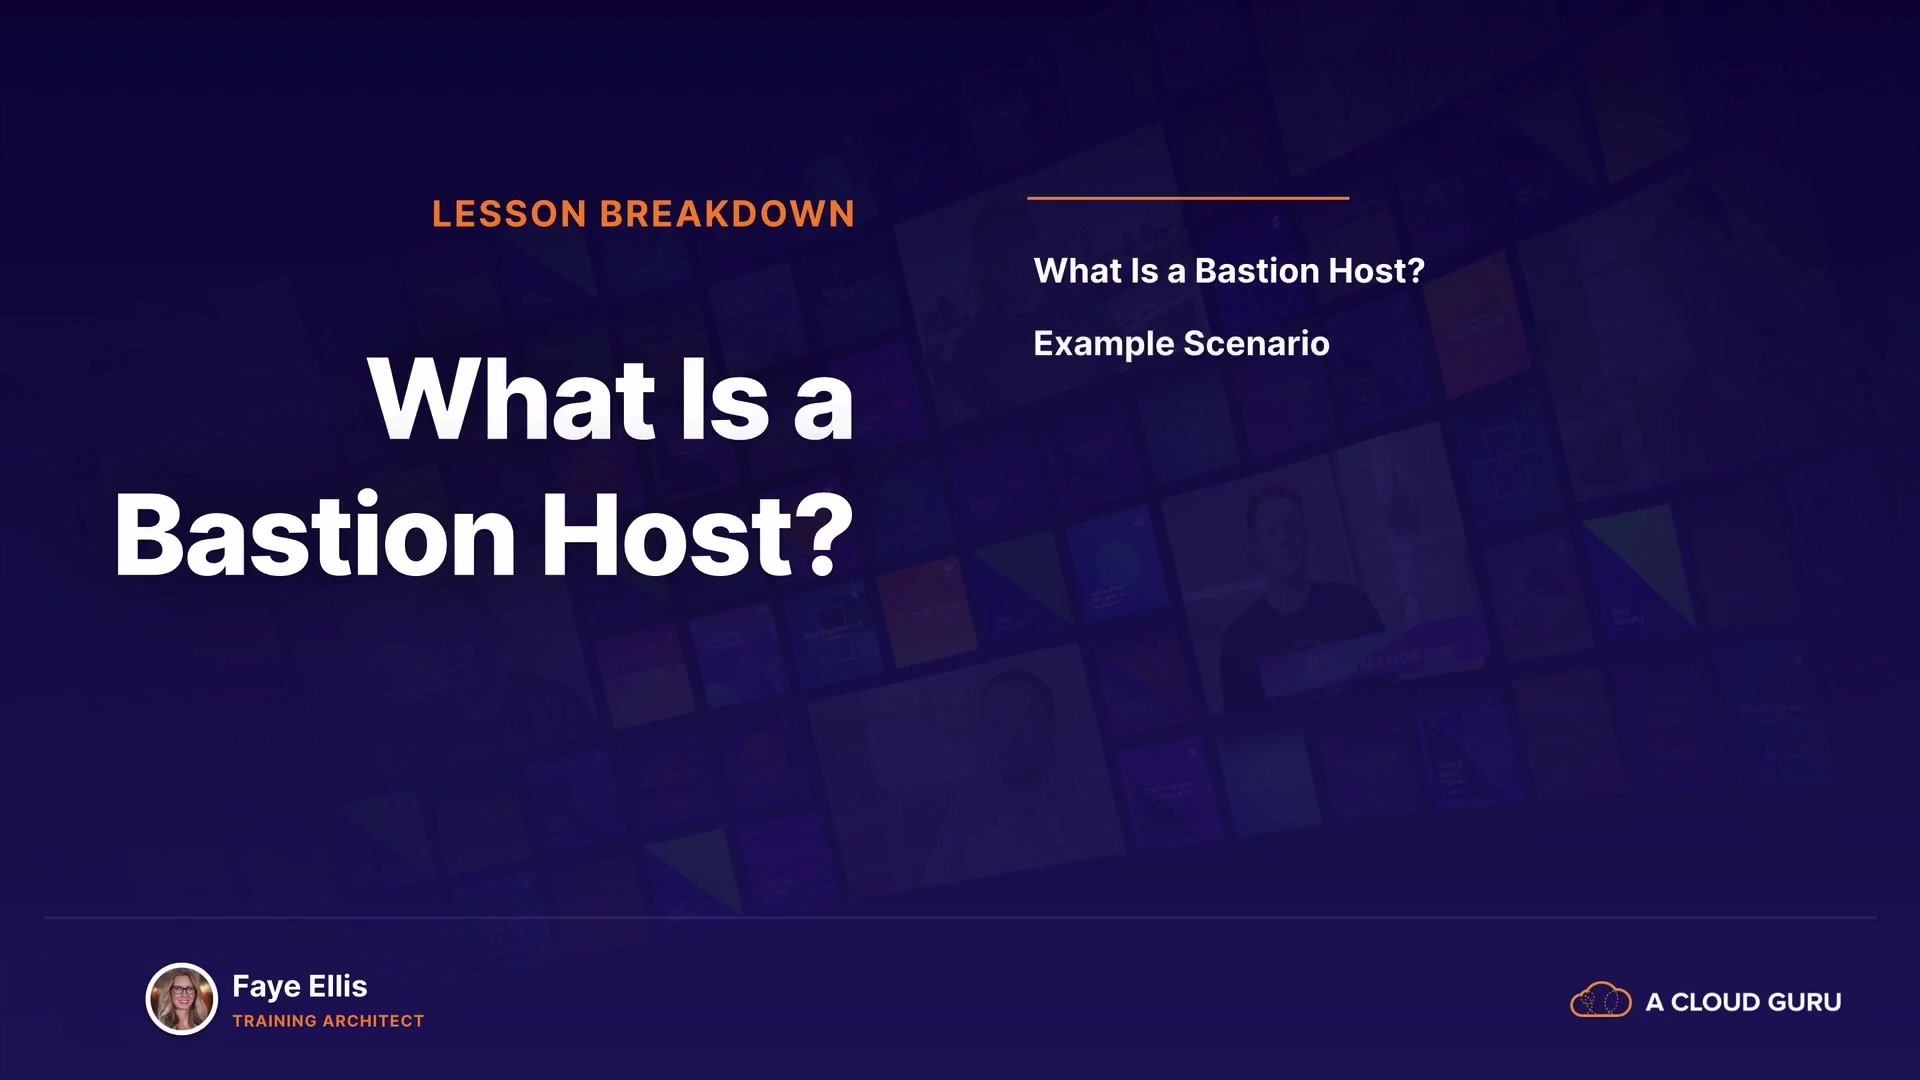 LESSON BREAKDOWN
What Is a
Bastion Host?
What Is a Bastion Host?
Example Scenario
Faye Ellis
TRAINING ARCHITECT
A CLOUD GURU